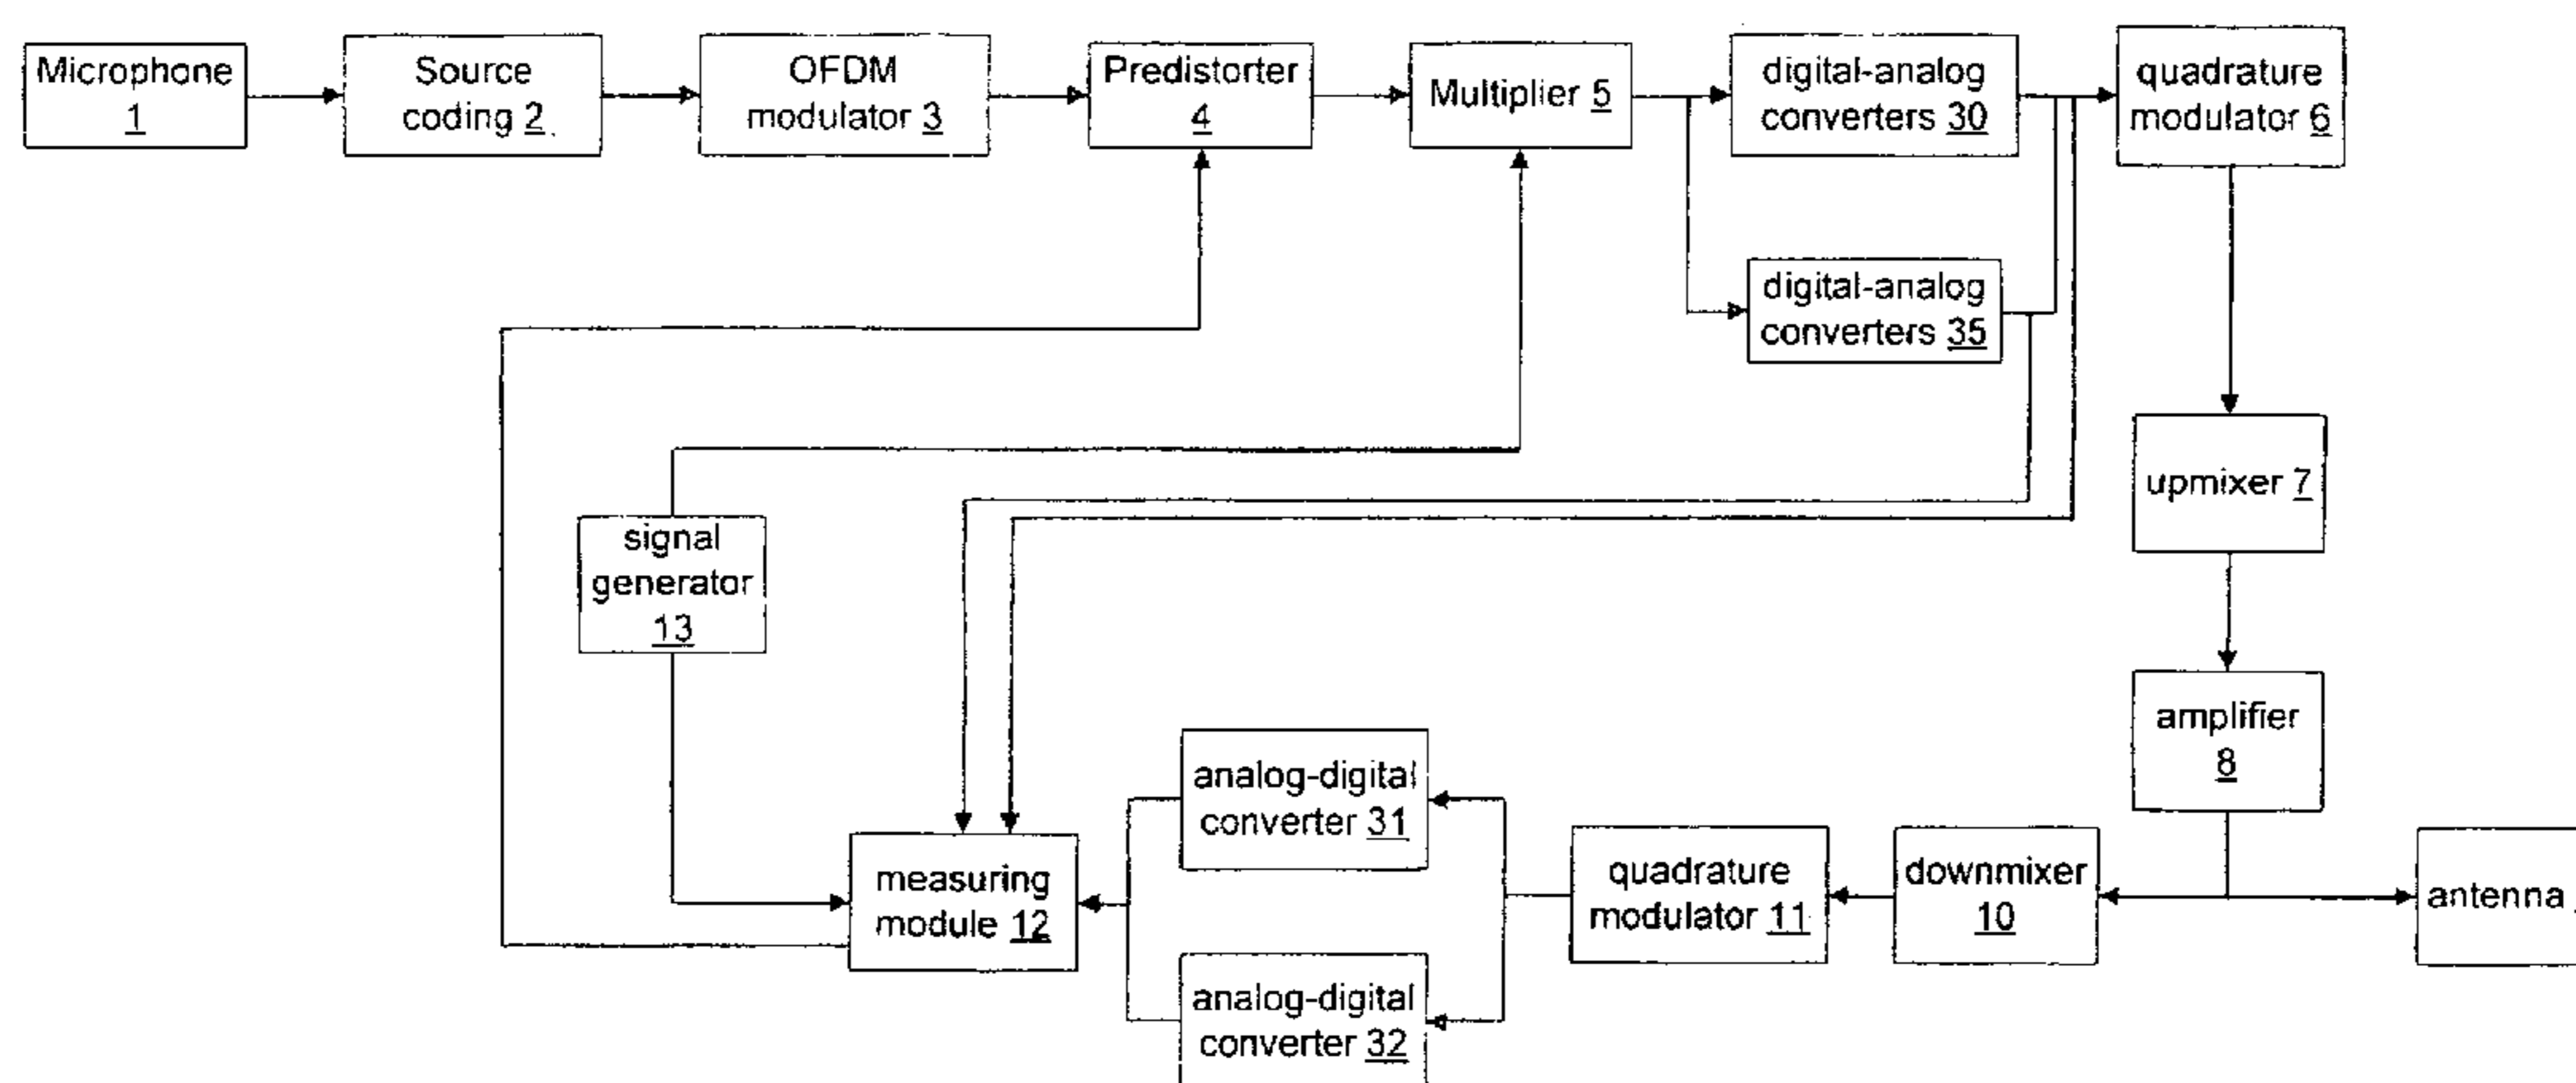 Microphone
1
Source
coding 2
OFDM
modulator 3
Predistorter
4
Multiplier 5
digital-analog
converters 30
quadrature
modulator 6
digital-analog
converters 35
upmixer 7
signal
generator
13
amplifier
8
analog-digital
converter 31
measuring
module 12
quadrature
modulator 11
downmixer
10
antenna
analog-digital
converter 32